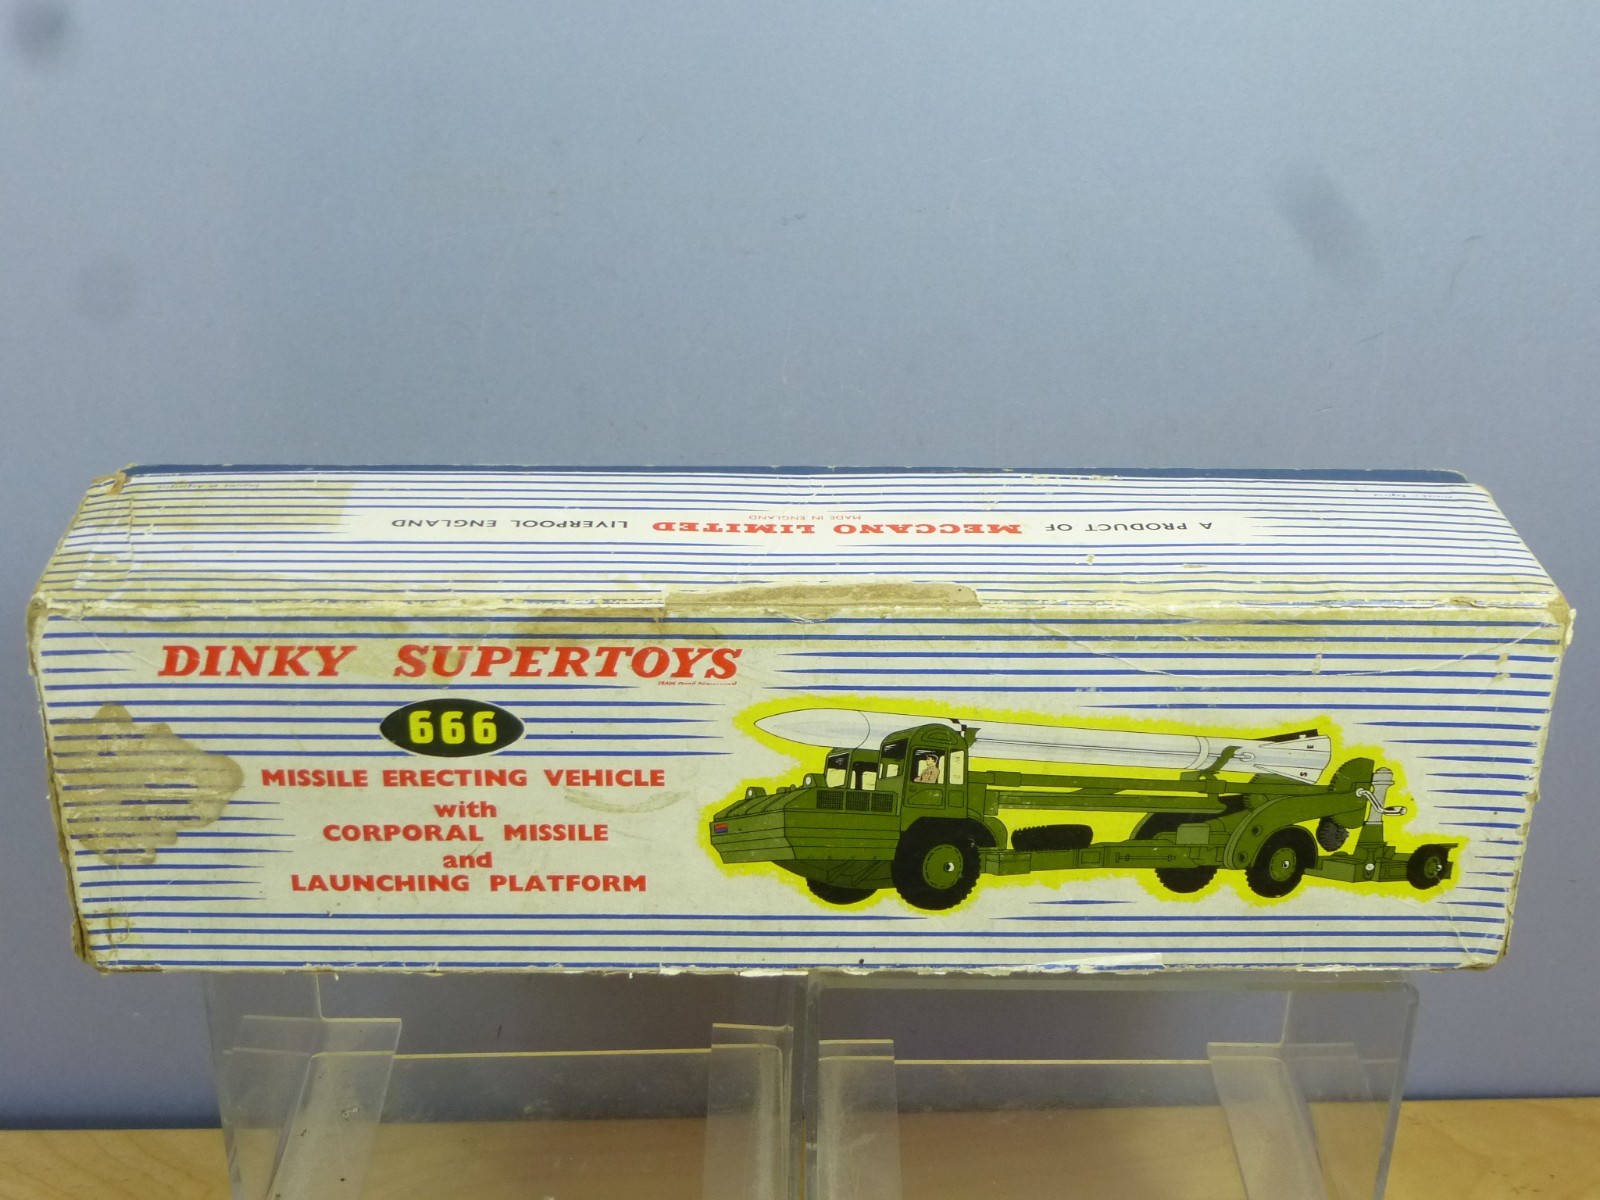 A PRODUCT OF MECCANO LIMITED LIVERPOOL ENGLAND
MADE IN ENGLAND
DINKY SUPERTOYS
666
MISSILE ERECTING VEHICLE
with
CORPORAL MISSILE
and
LAUNCHING PLATFORM